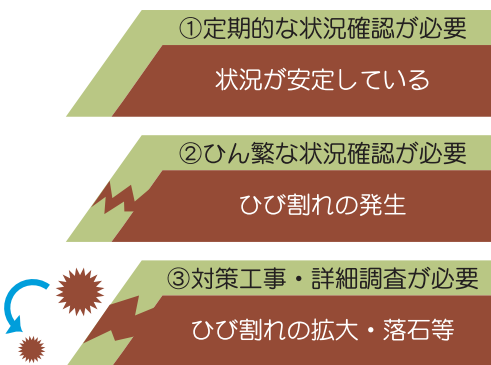 ①定期的な状況確認が必要
状況が安定している
②ひん繁な状況確認が必要
ひび割れの発生
③対策工事・詳細調査が必要
ひび割れの拡大・落石等